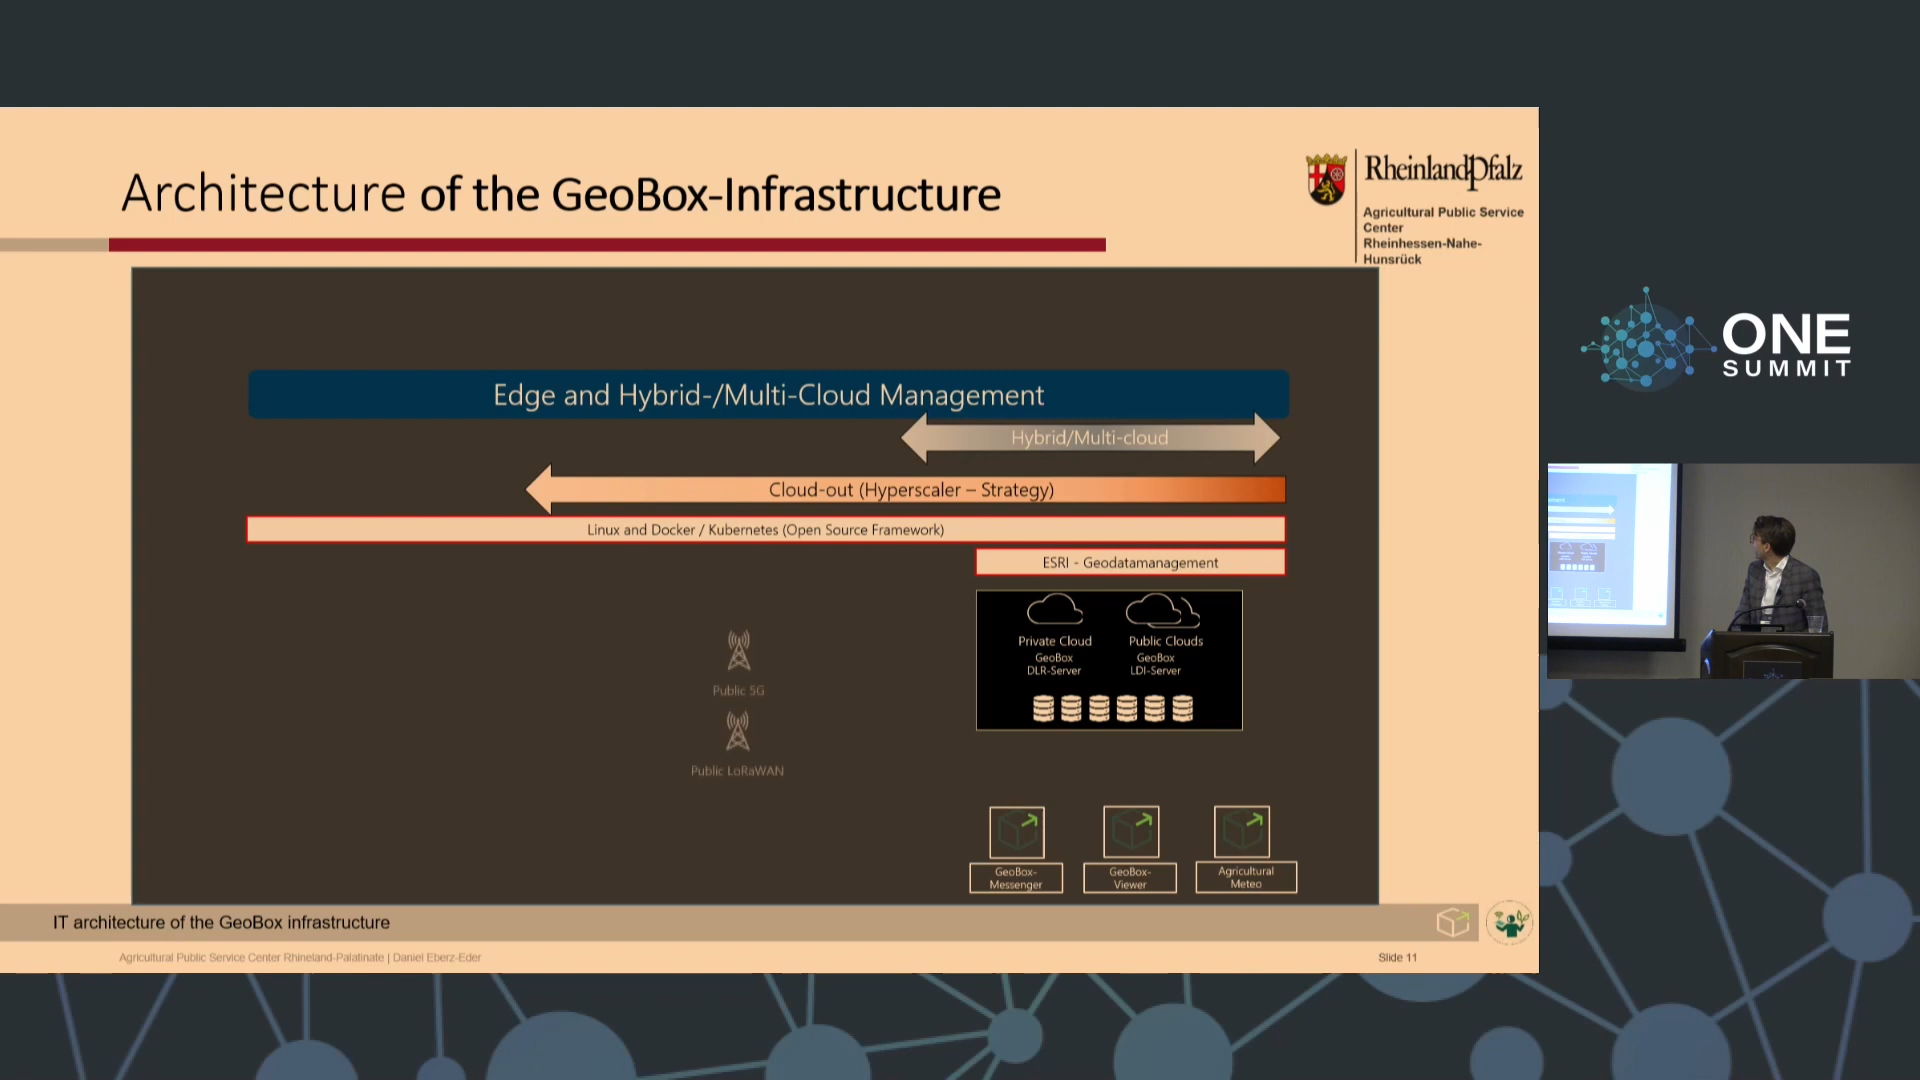 Architecture of the GeoBox-Infrastructure
RheinlandPfalz
Agricultural Public Service
Center
Rheinhessen-Nahe-
Hunsrück
Edge and Hybrid-/Multi-Cloud Management
Hybrid/Multi-cloud
Cloud-out (Hyperscaler – Strategy)
Linux and Docker / Kubernetes (Open Source Framework)
ESRI - Geodatamanagement
Private Cloud
GeoBox
DLR-Server
Public Clouds
GeoBox
LDI-Server
Public 5G
Public LoRaWAN
GeoBox-
Messenger
GeoBox-
Viewer
Agricultural
Meteo
IT architecture of the GeoBox infrastructure
Agricultural Public Service Center Rhineland-Palatinate | Daniel Eberz-Eder
Slide 11
ONE
SUMMIT